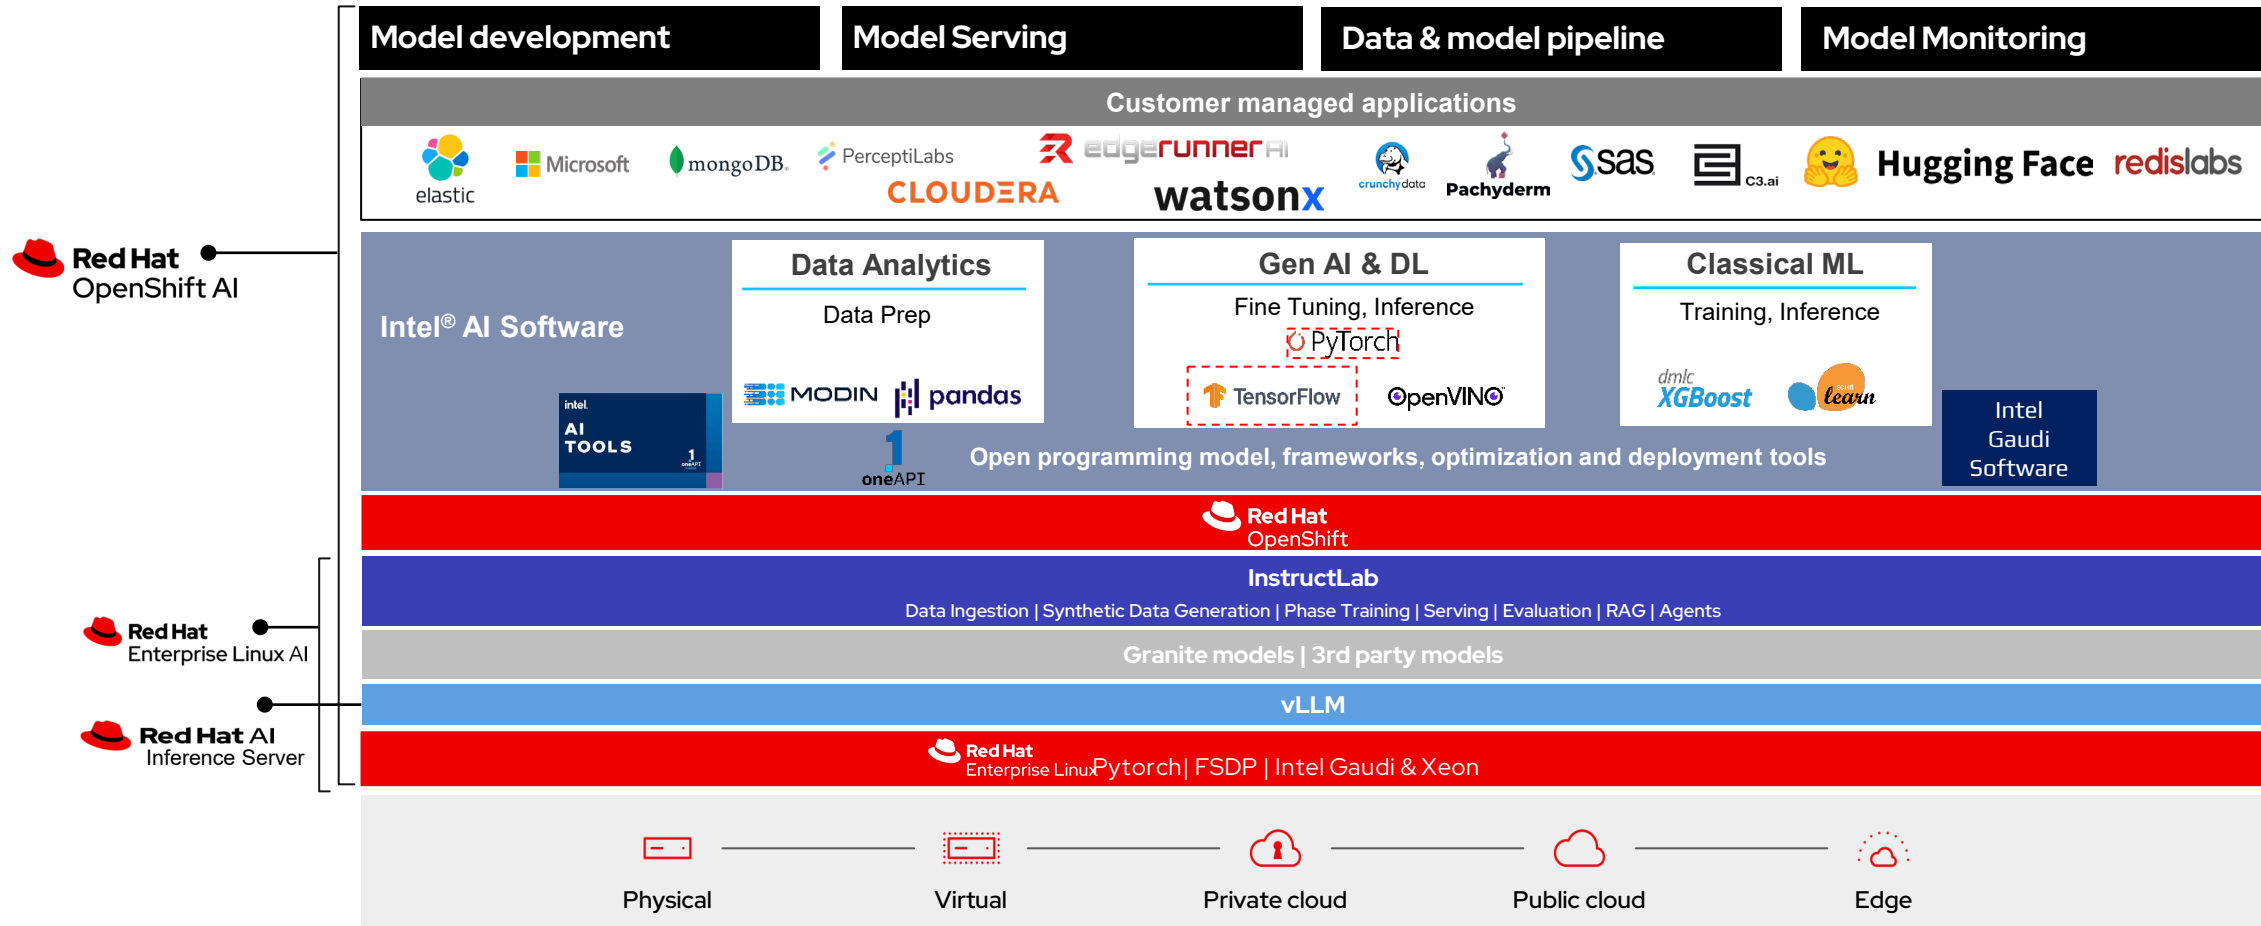 Model development
Model Serving
Data & model pipeline
Model Monitoring
Customer managed applications
elastic
Microsoft
mongoDB.
PerceptiLabs
CLOUDERA
edgerunner AI
watsonx
crunchydata
Pachyderm
sas
C3.ai
Hugging Face
redislabs
Red Hat
OpenShift AI
Intel® AI Software
intel.
AI
TOOLS
oneAPI
Data Analytics
Data Prep
MODIN
pandas
Gen AI & DL
Fine Tuning, Inference
PyTorch
TensorFlow
OpenVINO
Classical ML
Training, Inference
dmlc
XGBoost
scikit
learn
Intel
Gaudi
Software
oneAPI
Open programming model, frameworks, optimization and deployment tools
Red Hat
OpenShift
InstructLab
Data Ingestion | Synthetic Data Generation | Phase Training | Serving | Evaluation | RAG | Agents
Red Hat
Enterprise Linux AI
Granite models | 3rd party models
vLLM
Red Hat AI
Inference Server
Red Hat
Enterprise Linux
Pytorch| FSDP | Intel Gaudi & Xeon
Physical
Virtual
Private cloud
Public cloud
Edge